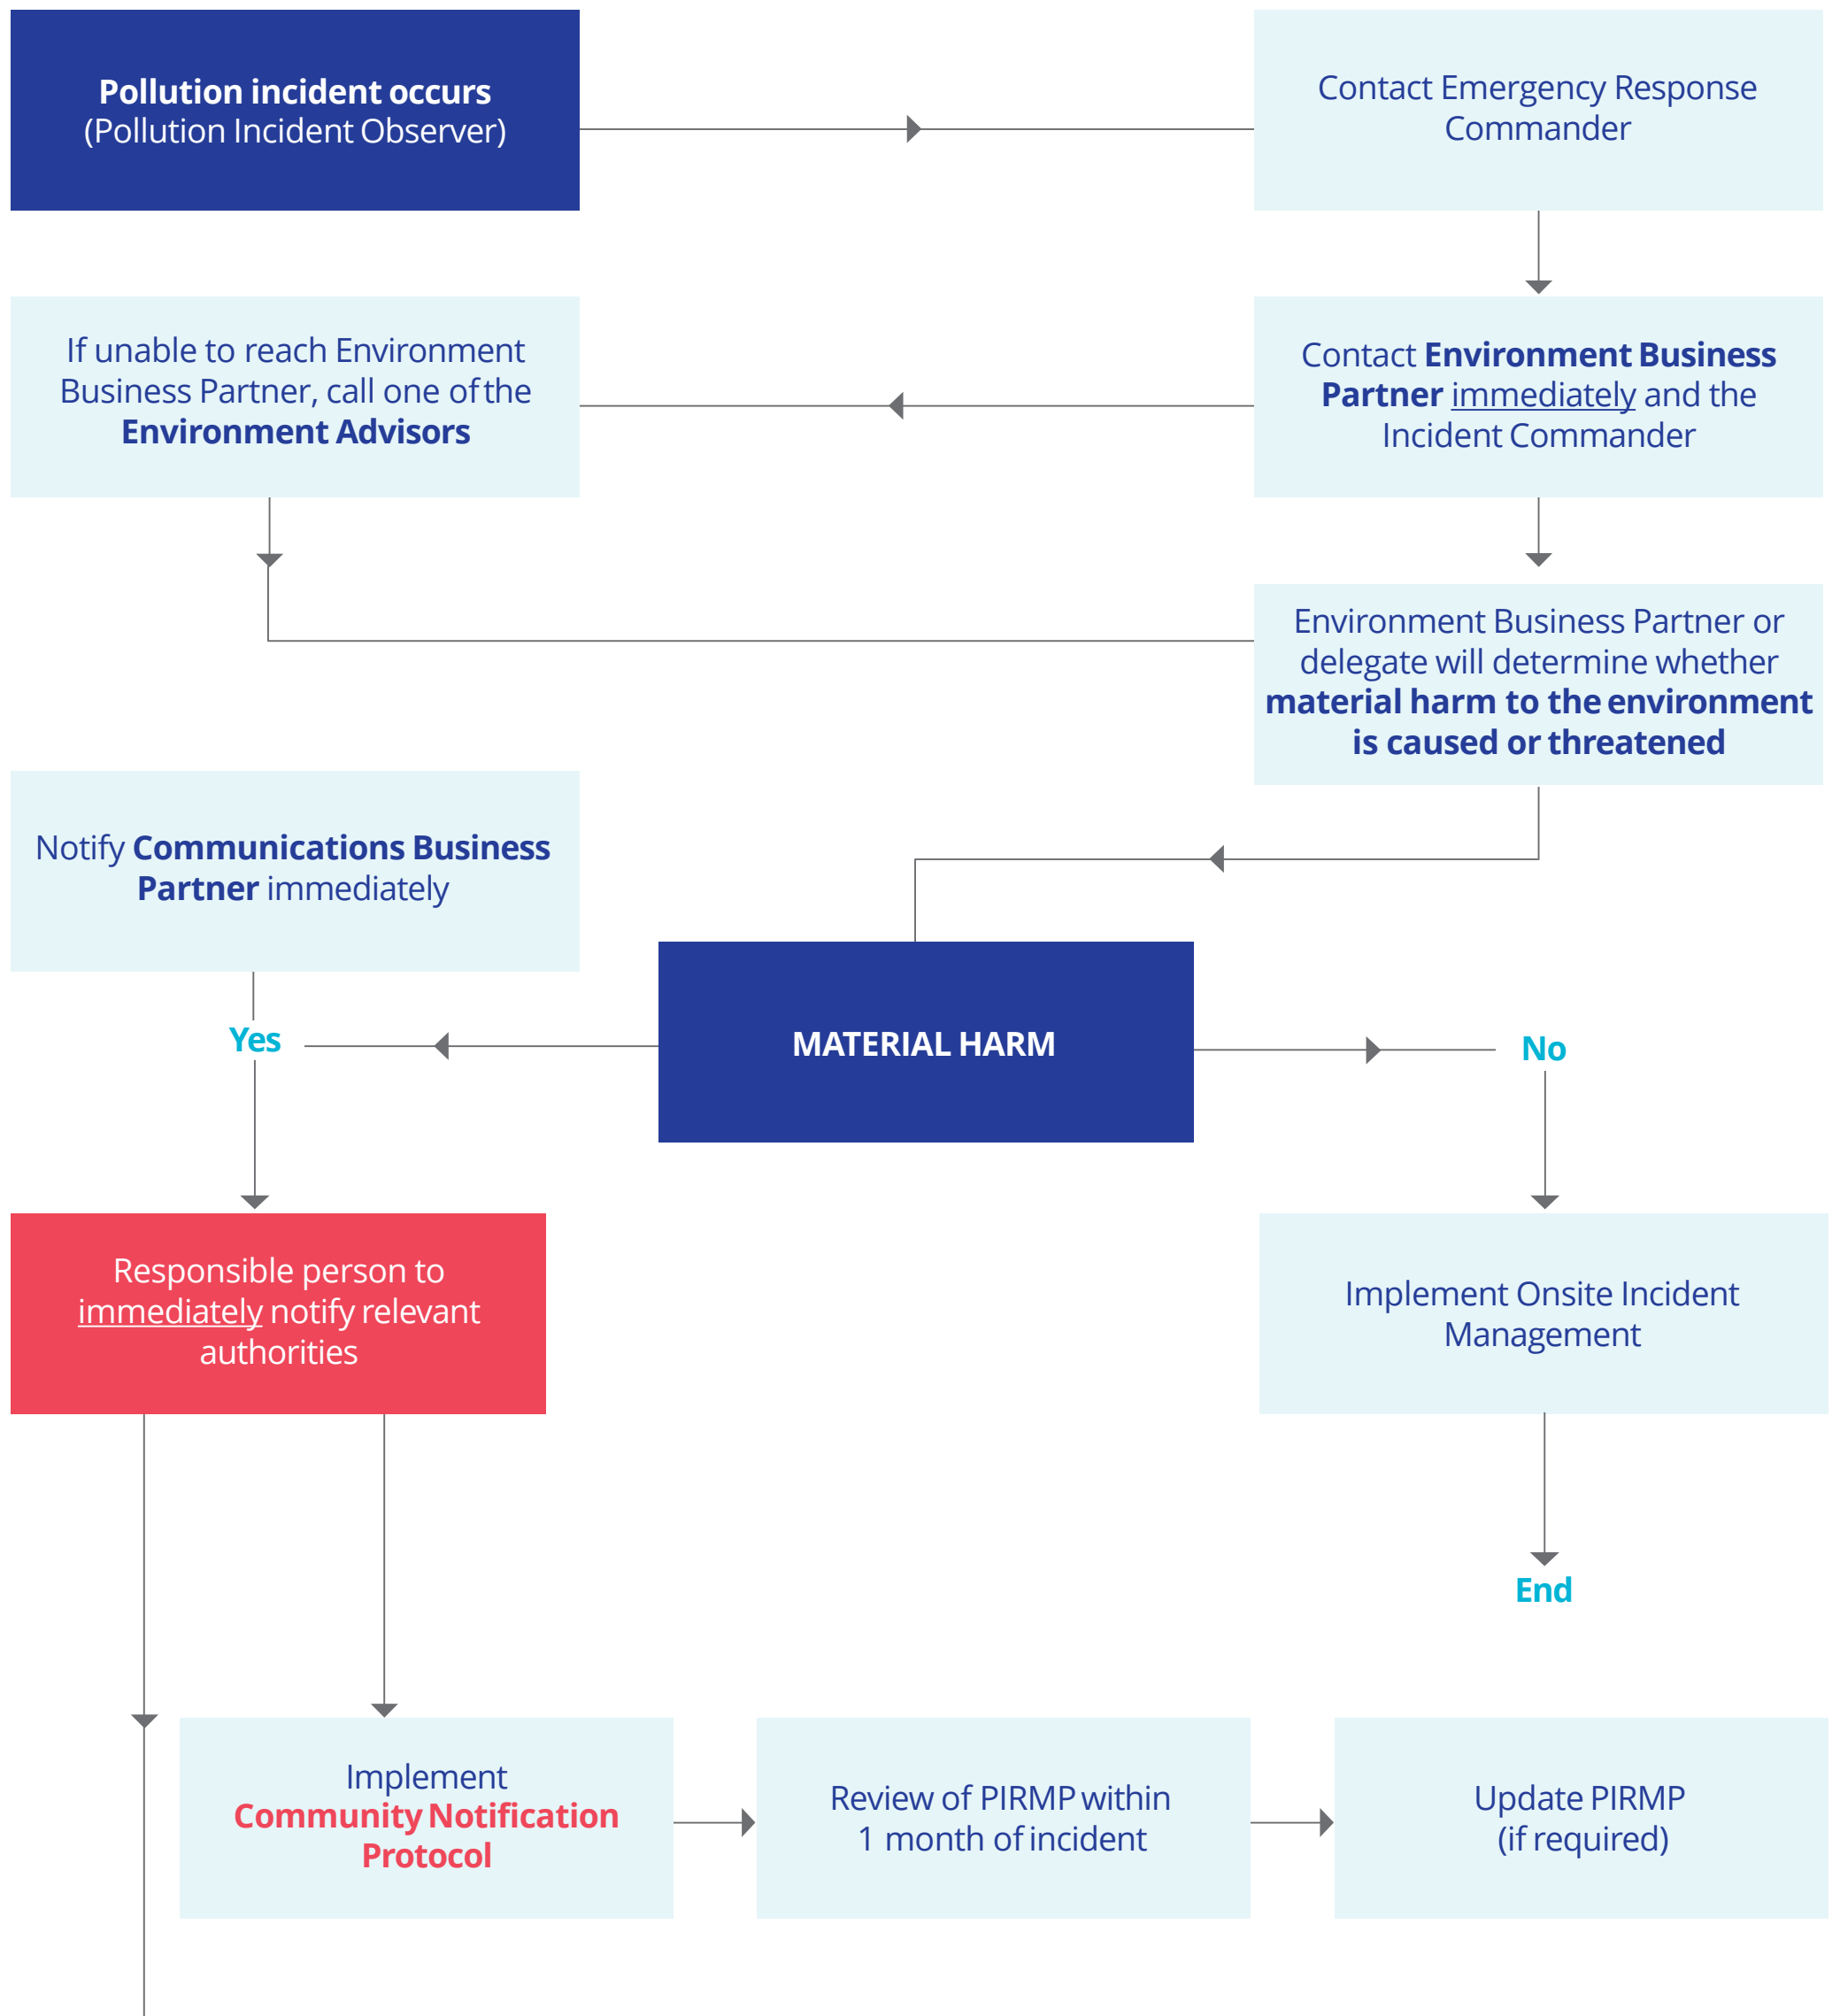 Pollution incident occurs
(Pollution Incident Observer)
Contact Emergency Response
Commander
If unable to reach Environment
Business Partner, call one of the
Environment Advisors
Contact Environment Business
Partner immediately and the
Incident Commander
Environment Business Partner or
delegate will determine whether
material harm to the environment
is caused or threatened
Notify Communications Business
Partner immediately
Yes
MATERIAL HARM
No
Responsible person to
immediately notify relevant
authorities
Implement Onsite Incident
Management
End
Implement
Community Notification
Protocol
Review of PIRMP within
1 month of incident
Update PIRMP
(if required)